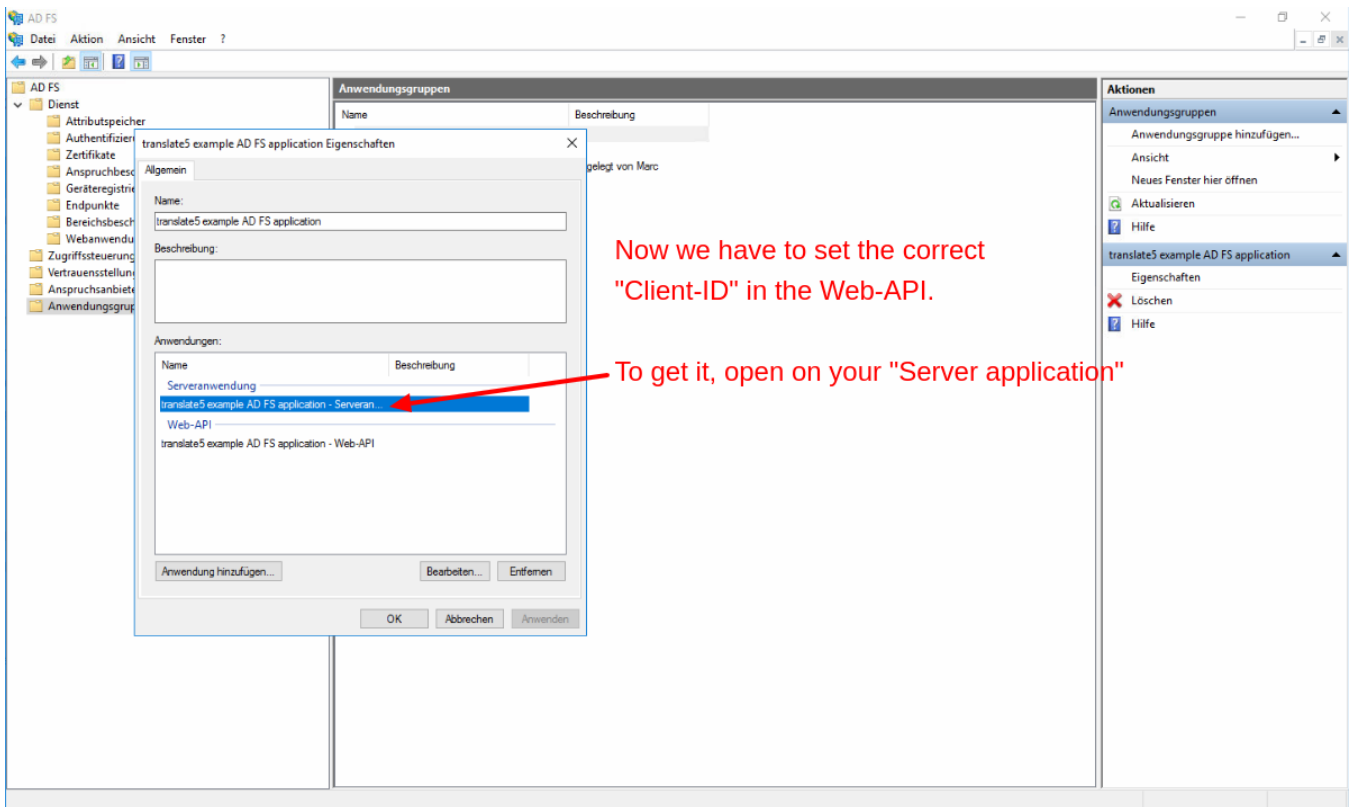 AD FS
Datei Aktion Ansicht Fenster ?
AD FS
Dienst
Attributspeicher
Zertifikate
Endpunkte
Anwendungsgruppen
Name Beschreibung
gelegt von Marc
translate5 example AD FS application Eigenschaften
Allgemein
Name:
translate5 example AD FS application
Beschreibung:
Anwendungen:
Name Beschreibung
Serveranwendung
translate5 example AD FS application - Serveran...
Web-API
translate5 example AD FS application - Web-API
Anwendung hinzufügen... Bearbeiten... Entfernen
OK Abbrechen Anwenden
Now we have to set the correct
"Client-ID" in the Web-API.
To get it, open on your "Server application"
Aktionen
Anwendungsgruppen
Anwendungsgruppe hinzufügen...
Ansicht
Neues Fenster hier öffnen
Aktualisieren
Hilfe
translate5 example AD FS application
Eigenschaften
Löschen
Hilfe